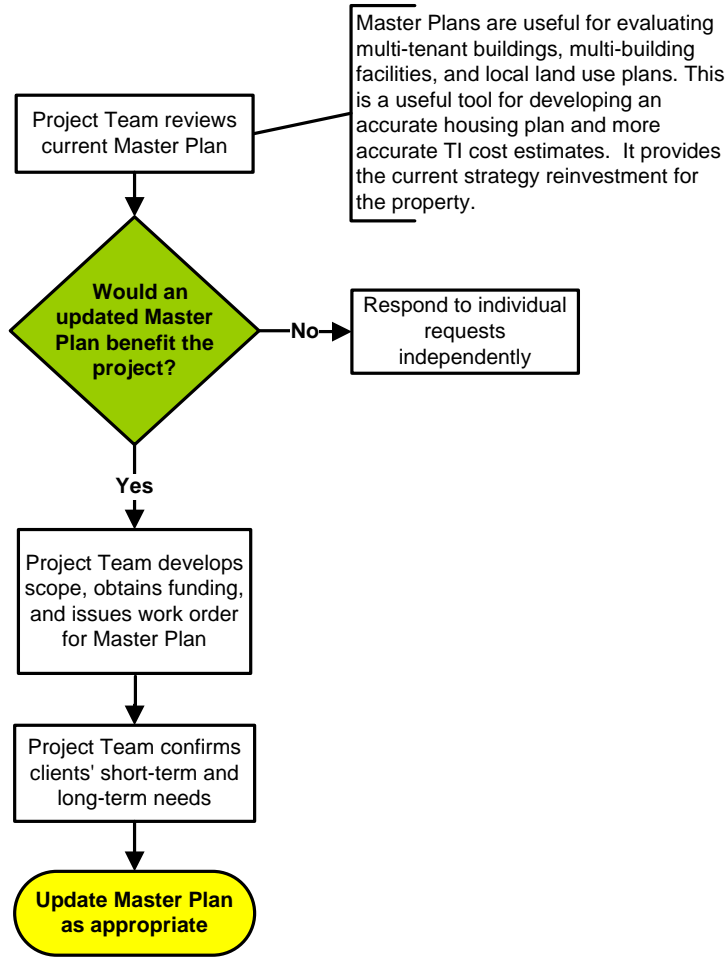 Project Team reviews
current Master Plan
Master Plans are useful for evaluating
multi-tenant buildings, multi-building
facilities, and local land use plans. This
is a useful tool for developing an
accurate housing plan and more
accurate TI cost estimates.  It provides
the current strategy reinvestment for
the property.
Would an
updated Master
Plan benefit the
project?
No
Respond to individual
requests
independently
Yes
Project Team develops
scope, obtains funding,
and issues work order
for Master Plan
Project Team confirms
clients' short-term and
long-term needs
Update Master Plan
as appropriate